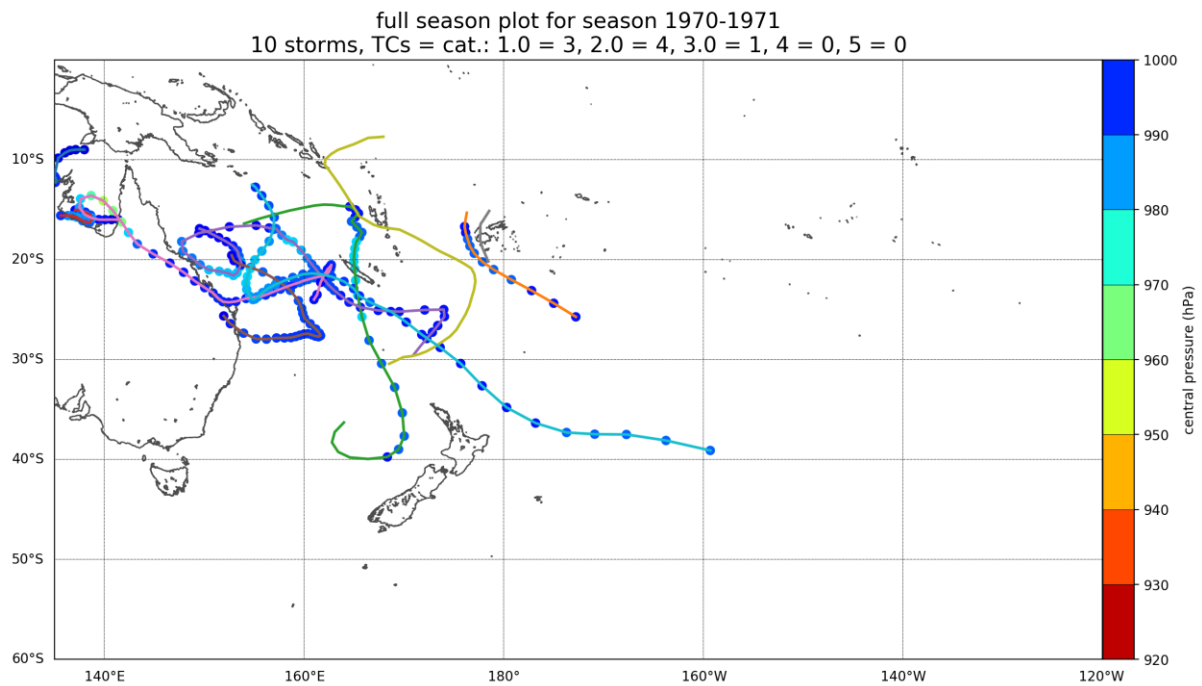 full season plot for season 1970-1971
10 storms, TCs = cat.: 1.0 = 3, 2.0 = 4, 3.0 = 1, 4 = 0, 5 = 0
10°S
20°S
30°S
40°S
50°S
60°S
140°E
160°E
180°
160°W
140°W
120°W
1000
990
980
970
960
950
940
930
920
central pressure (hPa)